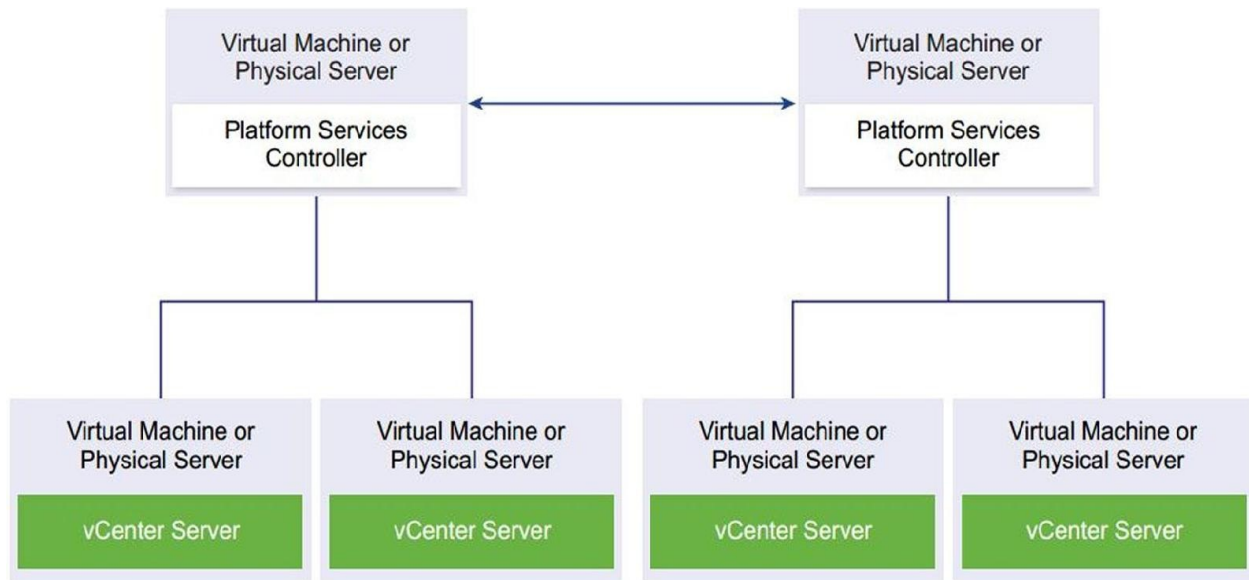 Virtual Machine or
Physical Server
Platform Services
Controller
Virtual Machine or
Physical Server
Platform Services
Controller
Virtual Machine or
Physical Server
vCenter Server
Virtual Machine or
Physical Server
vCenter Server
Virtual Machine or
Physical Server
vCenter Server
Virtual Machine or
Physical Server
vCenter Server